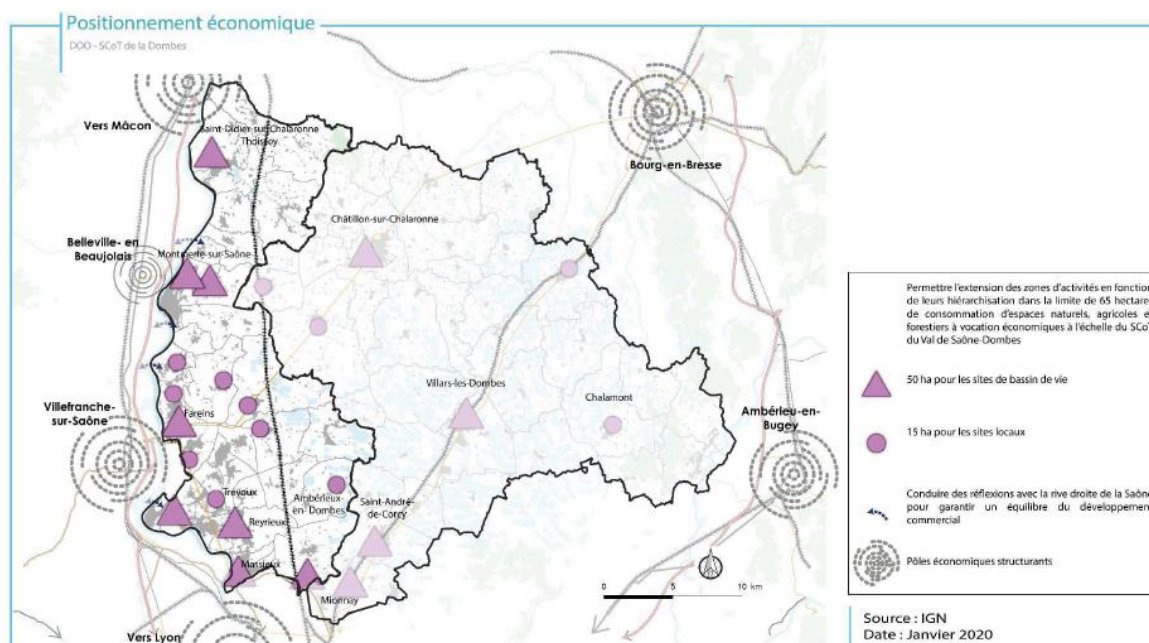 Positionnement économique
DOO - SCoT de la Dombes
Vers Mâcon
Saint-Didier-sur-Chalaronne
Thoissey
Bourg-en-Bresse
Châtillon-sur-Chalaronne
Belleville- en
Beaujolais
Montmerle-sur-Saône
Villars-les-Dombes
Chalamont
Villefranche-
sur-Saône
Fareins
Ambérieu-en-
Bugey
Trévoux
Ambérieux-
en- Dombes
Saint-André-
de-Corcy
Reyrieux
Massieux
Mionnay
Vers Lyon
0 5 10 km
Permettre l'extension des zones d'activités en fonction
de leurs hiérarchisation dans la limite de 65 hectare
de consommation d'espaces naturels, agricoles e
forestiers à vocation économiques à l'échelle du SCoT
du Val de Saône-Dombes
50 ha pour les sites de bassin de vie
15 ha pour les sites locaux
Conduire des réflexions avec la rive droite de la Saône
pour garantir un équilibre du développemen
commercial
Pôles économiques structurants
Source : IGN
Date : Janvier 2020